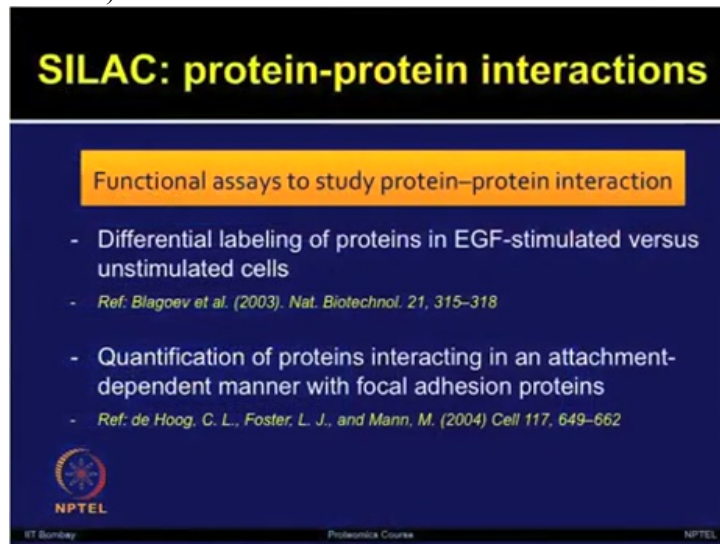 SILAC: protein-protein interactions
Functional assays to study protein–protein interaction
- Differential labeling of proteins in EGF-stimulated versus
unstimulated cells
- Ref: Blagoev et al. (2003). Nat. Biotechnol. 21, 315–318
- Quantification of proteins interacting in an attachment-
dependent manner with focal adhesion proteins
- Ref: de Hoog, C. L., Foster, L. J., and Mann, M. (2004) Cell 117, 649–662
NPTEL
IIT Bombay
Proteomics Course
NPTEL